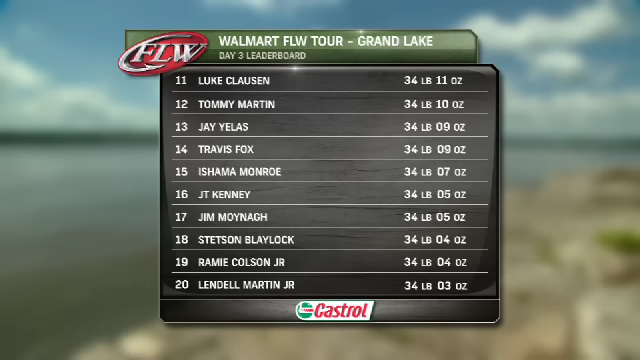 FLW
WALMART FLW TOUR - GRAND LAKE
DAY 3 LEADERBOARD
11 LUKE CLAUSEN 34 LB 11 OZ
12 TOMMY MARTIN 34 LB 10 OZ
13 JAY YELAS 34 LB 09 OZ
14 TRAVIS FOX 34 LB 09 OZ
15 ISHAMA MONROE 34 LB 07 OZ
16 JT KENNEY 34 LB 05 OZ
17 JIM MOYNAGH 34 LB 05 OZ
18 STETSON BLAYLOCK 34 LB 04 OZ
19 RAMIE COLSON JR 34 LB 04 OZ
20 LENDELL MARTIN JR 34 LB 03 OZ
Castrol